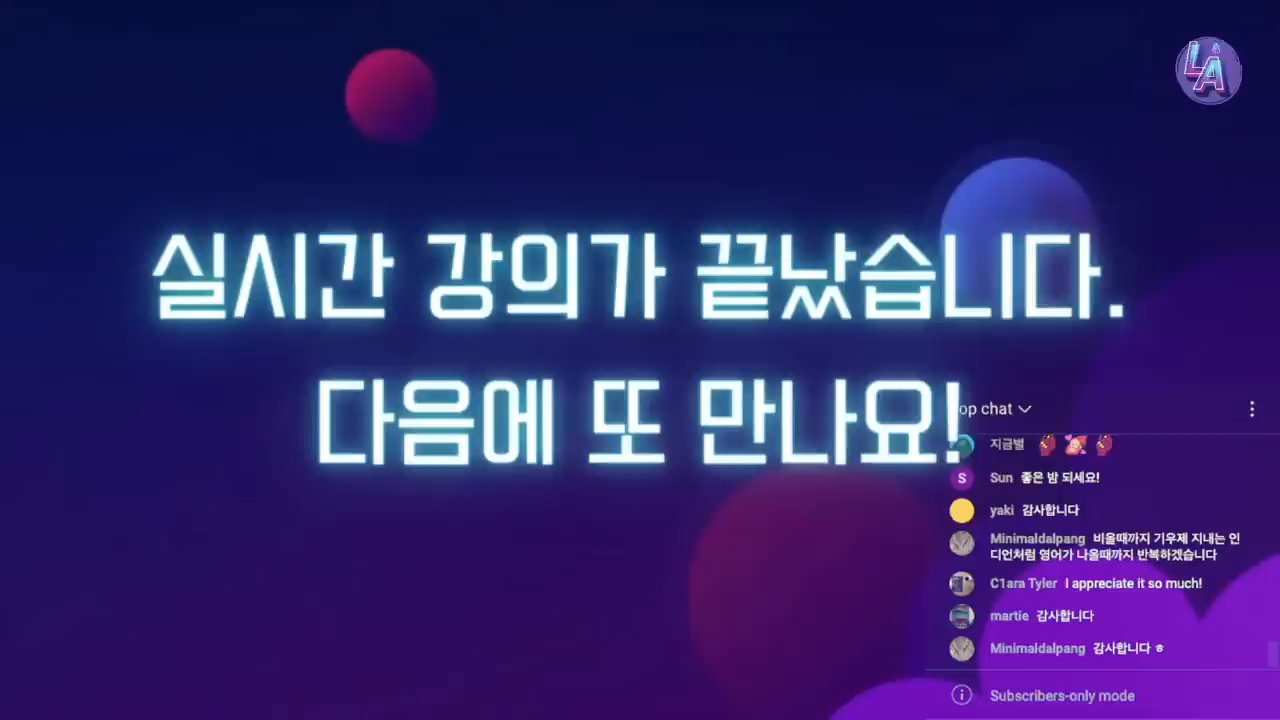 LA
실시간 강의가 끝났습니다.
다음에 또 만나요!
op chat
지금별
S Sun 좋은 밤 되세요!
yaki 감사합니다
Minimaldalpang 비올때까지 기우제 지내는 인
디언처럼 영어가 나올때까지 반복하겠습니다
C1ara Tyler I appreciate it so much!
martie 감사합니다
Minimaldalpang 감사합니다 ㅎ
Subscribers-only mode